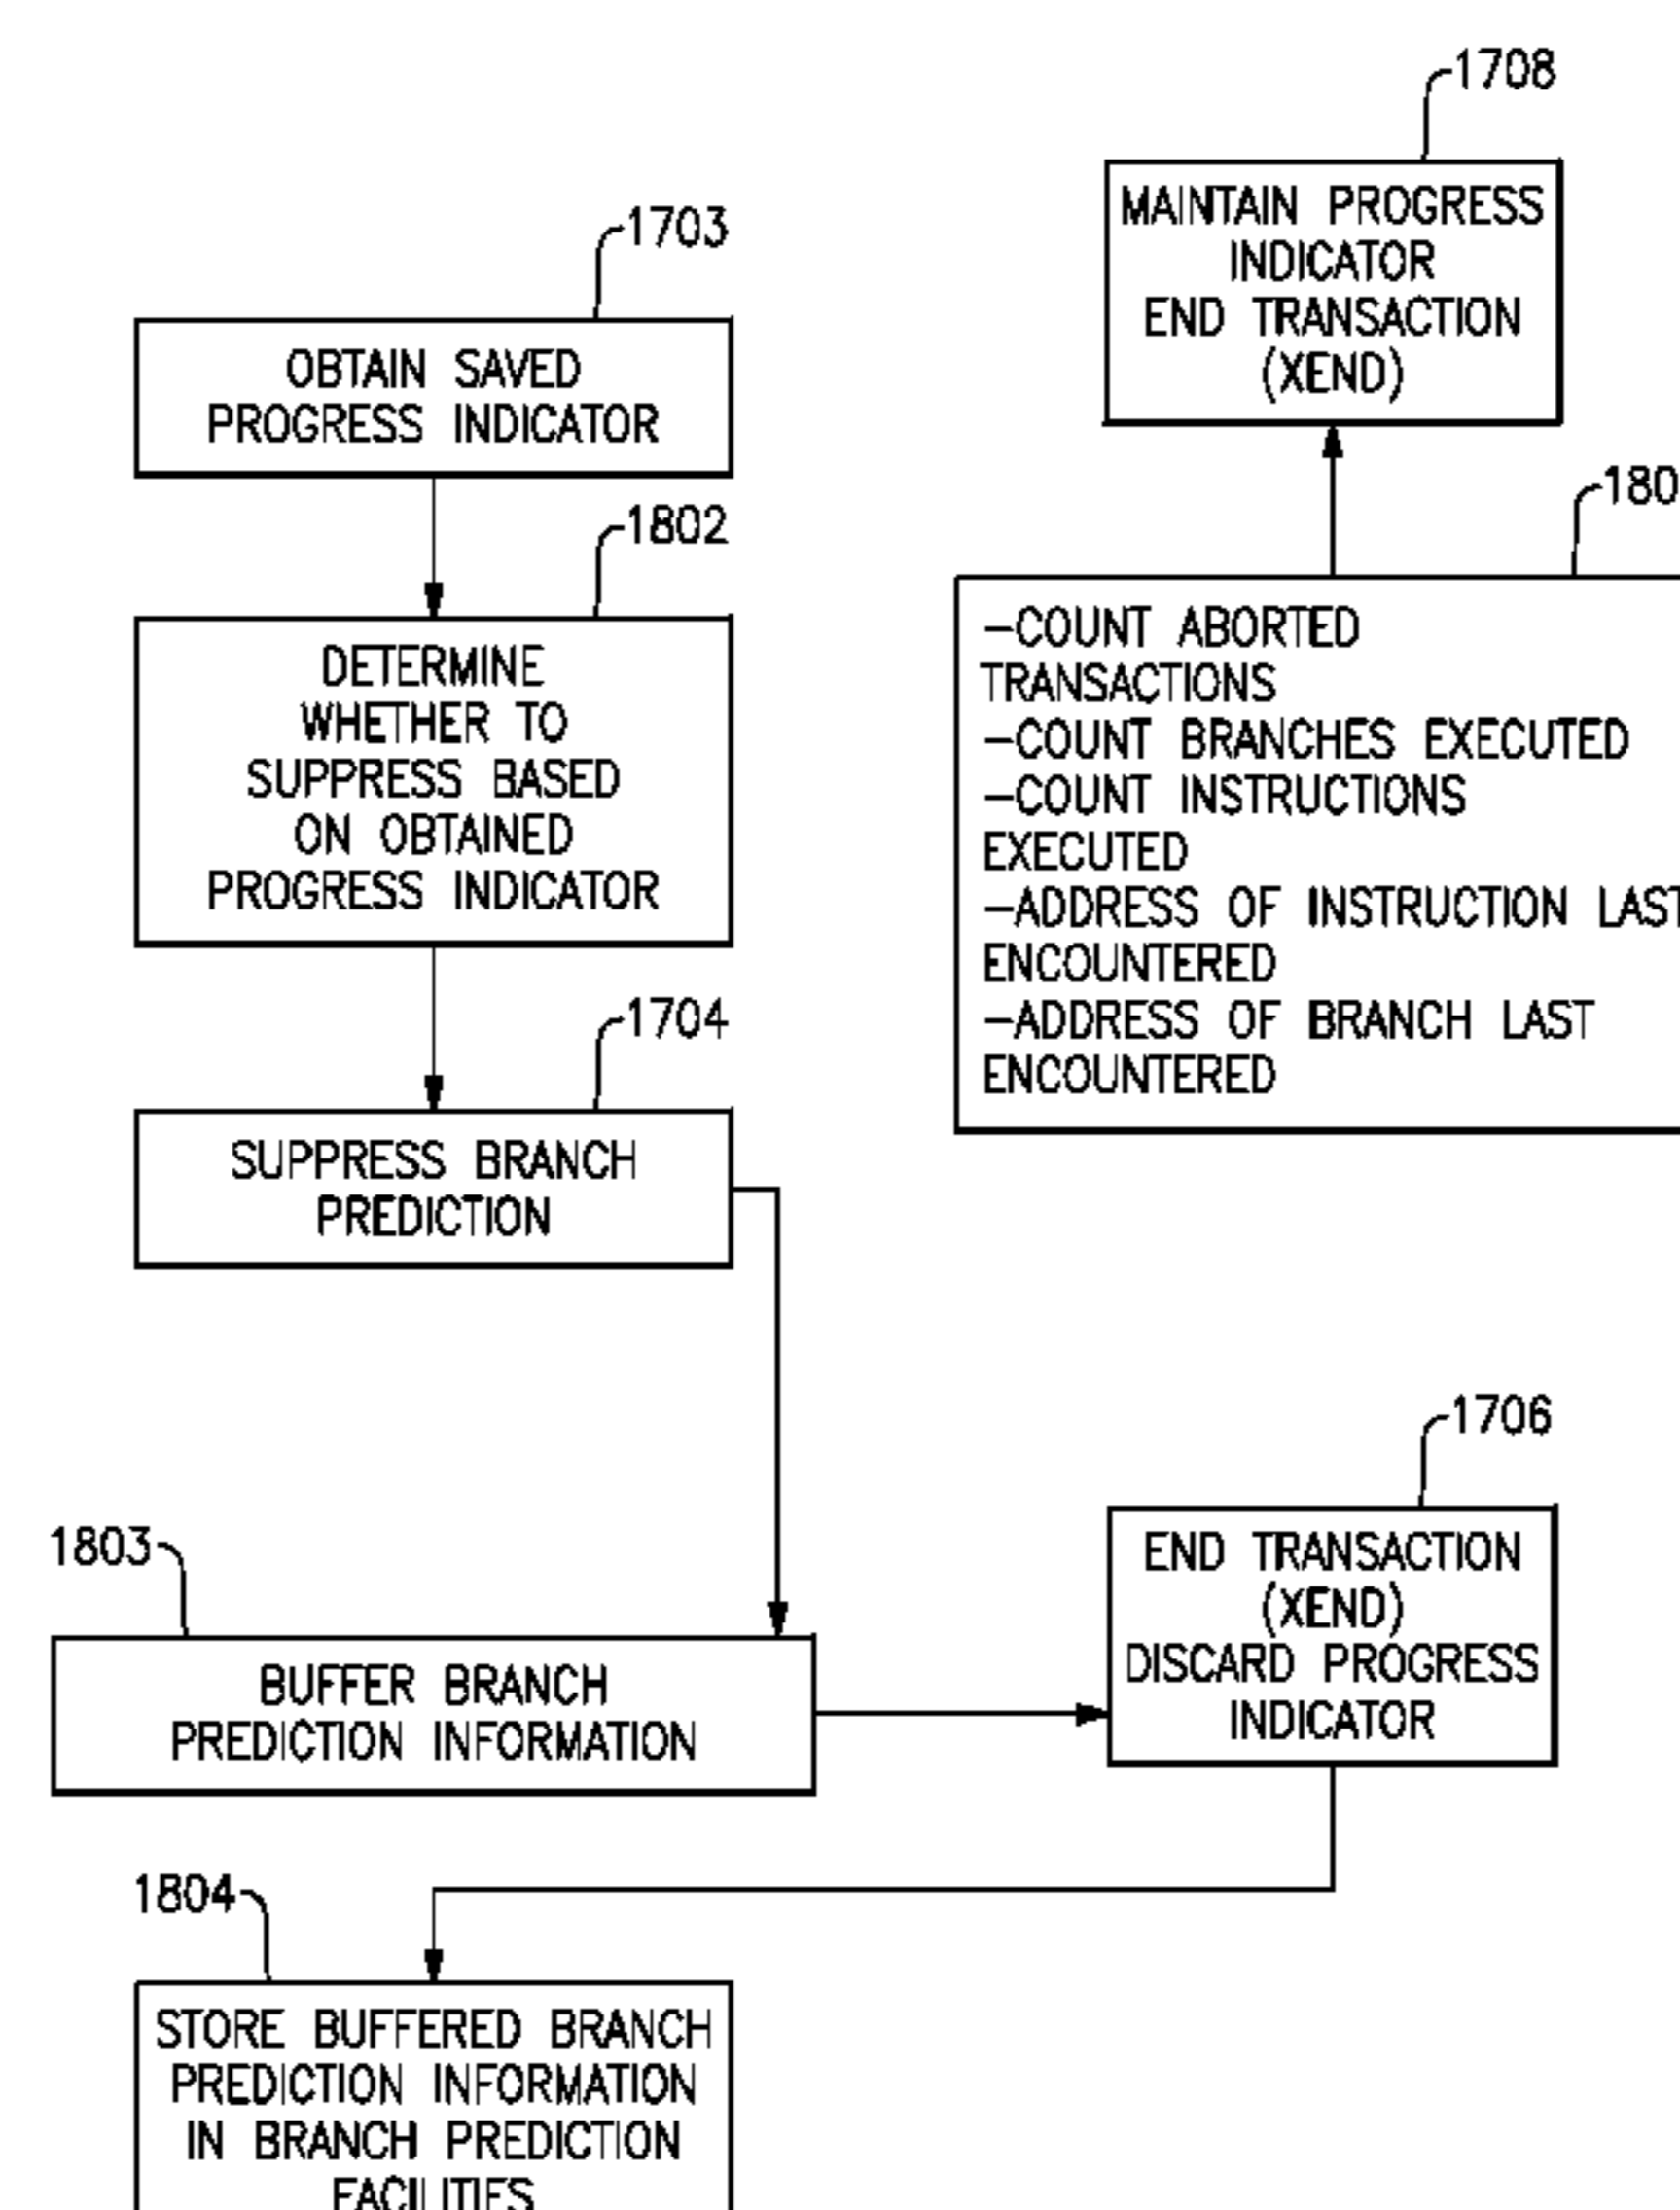 1703
OBTAIN SAVED
PROGRESS INDICATOR
1802
DETERMINE
WHETHER TO
SUPPRESS BASED
ON OBTAINED
PROGRESS INDICATOR
1704
SUPPRESS BRANCH
PREDICTION
1803
BUFFER BRANCH
PREDICTION INFORMATION
1804
STORE BUFFERED BRANCH
PREDICTION INFORMATION
IN BRANCH PREDICTION
FACILITIES
1708
MAINTAIN PROGRESS
INDICATOR
END TRANSACTION
(XEND)
-COUNT ABORTED
TRANSACTIONS
-COUNT BRANCHES EXECUTED
-COUNT INSTRUCTIONS
EXECUTED
-ADDRESS OF INSTRUCTION LAST
ENCOUNTERED
-ADDRESS OF BRANCH LAST
ENCOUNTERED
1706
END TRANSACTION
(XEND)
DISCARD PROGRESS
INDICATOR